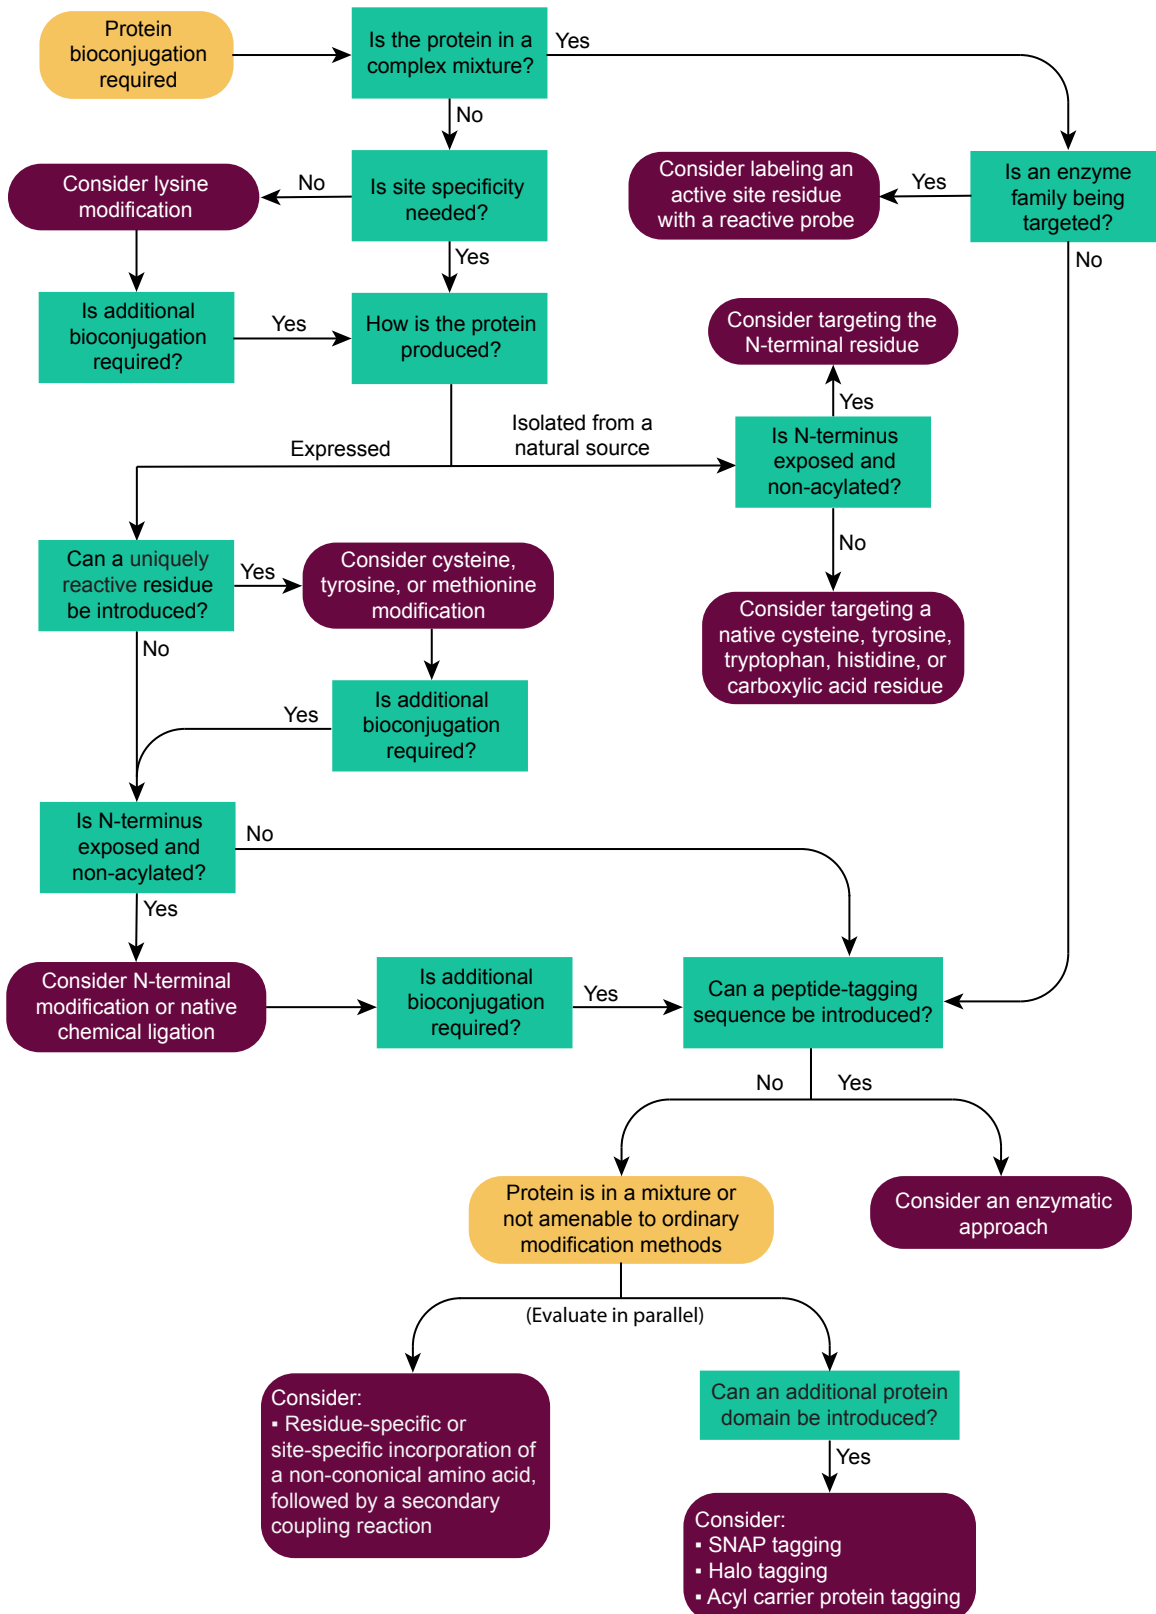 Protein
bioconjugation
required
Is the protein in a
complex mixture?
Yes
No
Consider lysine
modification
No
Is site specificity
needed?
Consider labeling an
active site residue
with a reactive probe
Yes
Is an enzyme
family being
targeted?
Yes
No
Is additional
bioconjugation
required?
Yes
How is the protein
produced?
Consider targeting the
N-terminal residue
Yes
Expressed
Isolated from a
natural source
Is N-terminus
exposed and
non-acylated?
No
Can a uniquely
reactive residue
be introduced?
Yes
Consider cysteine,
tyrosine, or methionine
modification
Consider targeting a
native cysteine, tyrosine,
tryptophan, histidine, or
carboxylic acid residue
No
Yes
Is additional
bioconjugation
required?
Is N-terminus
exposed and
non-acylated?
No
Yes
Consider N-terminal
modification or native
chemical ligation
Is additional
bioconjugation
required?
Yes
Can a peptide-tagging
sequence be introduced?
No
Yes
Protein is in a mixture or
not amenable to ordinary
modification methods
Consider an enzymatic
approach
(Evaluate in parallel)
Consider:
▪ Residue-specific or
site-specific incorporation of
a non-cononical amino acid,
followed by a secondary
coupling reaction
Can an additional protein
domain be introduced?
Yes
Consider:
▪ SNAP tagging
▪ Halo tagging
▪ Acyl carrier protein tagging